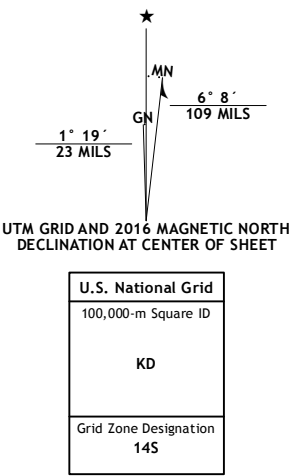 ★
MN
GN
6° 8´
109 MILS
1° 19´
23 MILS
UTM GRID AND 2016 MAGNETIC NORTH
DECLINATION AT CENTER OF SHEET
U.S. National Grid
100,000-m Square ID
KD
Grid Zone Designation
14S